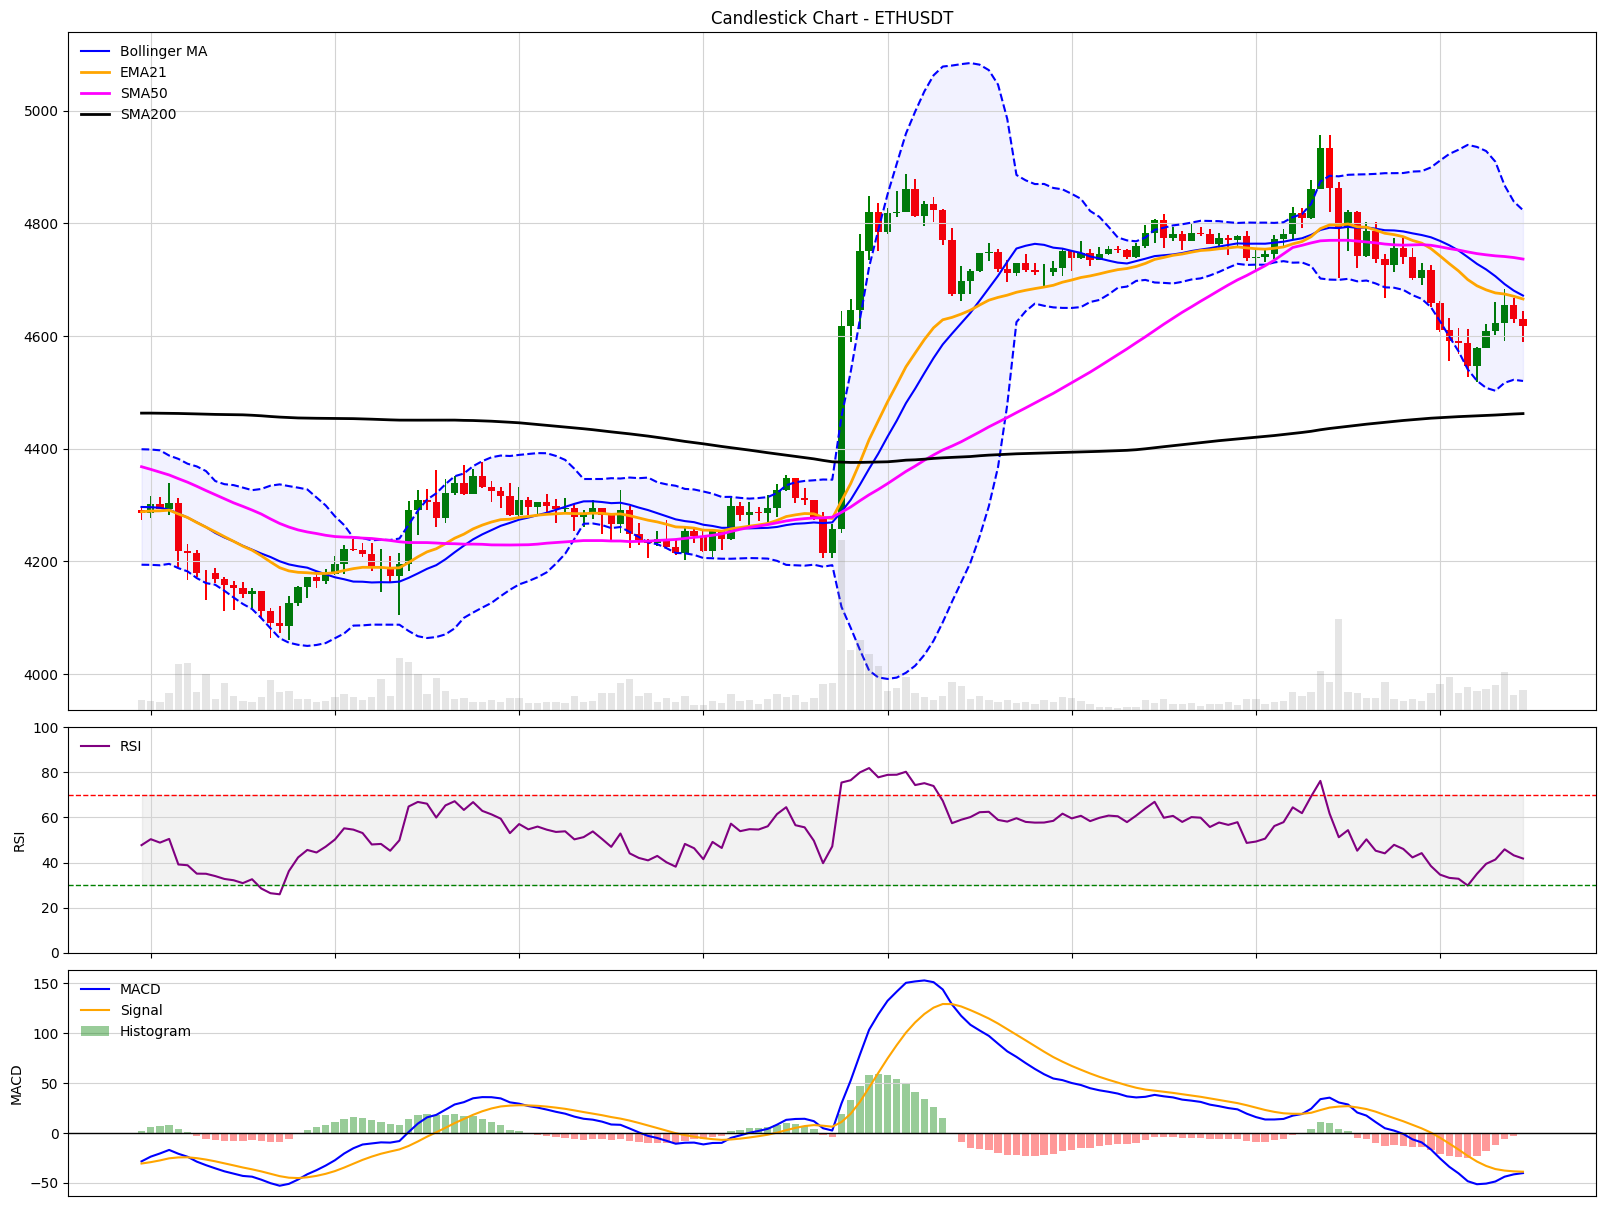 Candlestick Chart - ETHUSDT
Bollinger MA
EMA21
SMA50
SMA200
5000
4800
4600
4400
4200
4000
RSI
100
80
60
40
20
0
RSI
MACD
Signal
Histogram
150
100
50
0
−50
MACD